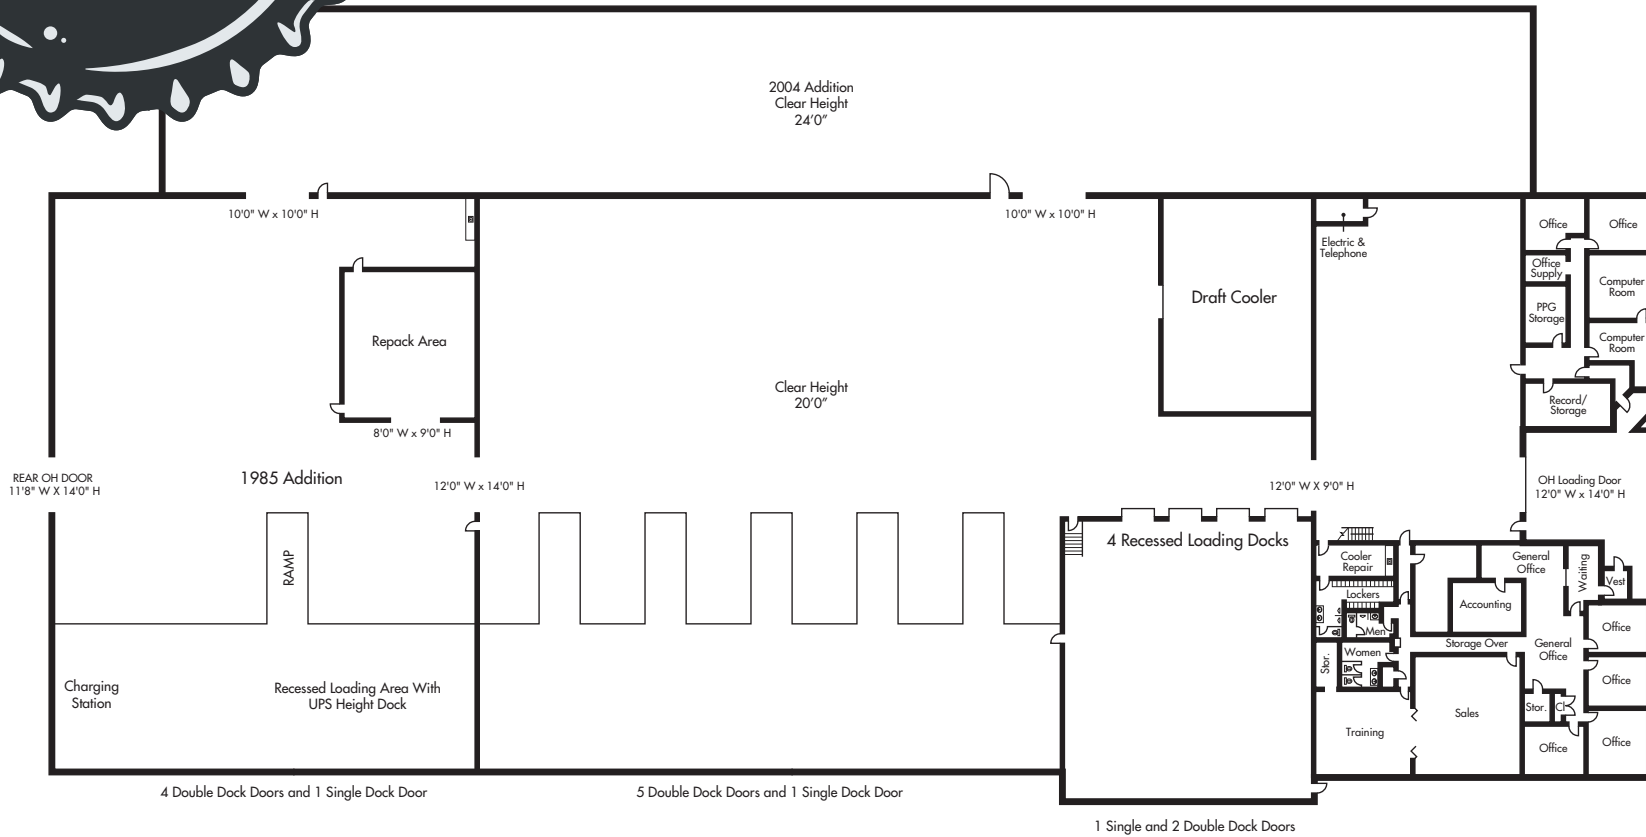 2004 Addition
Clear Height
24'0"
10'0" W x 10'0" H
10'0" W x 10'0" H
Electric &
Telephone
Office
Office
Office
Supply
Computer
Room
PPG
Storage
Computer
Room
Record/
Storage
Draft Cooler
Repack Area
8'0" W x 9'0" H
Clear Height
20'0"
REAR OH DOOR
11'8" W X 14'0" H
1985 Addition
12'0" W x 14'0" H
12'0" W X 9'0" H
OH Loading Door
12'0" W x 14'0" H
RAMP
4 Recessed Loading Docks
Cooler
Repair
Lockers
Men
Women
Stor.
General
Office
Waiting
Vest
Accounting
Storage Over
General
Office
Office
Office
Office
Stor.
Cl
Office
Sales
Training
Charging
Station
Recessed Loading Area With
UPS Height Dock
4 Double Dock Doors and 1 Single Dock Door
5 Double Dock Doors and 1 Single Dock Door
1 Single and 2 Double Dock Doors